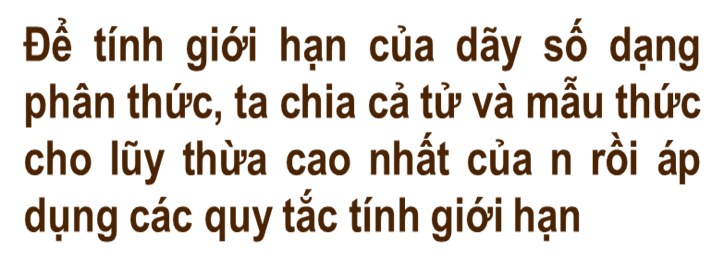 Để tính giới hạn của dãy số dạng
phân thức, ta chia cả tử và mẫu thức
cho lũy thừa cao nhất của n rồi áp
dụng các quy tắc tính giới hạn